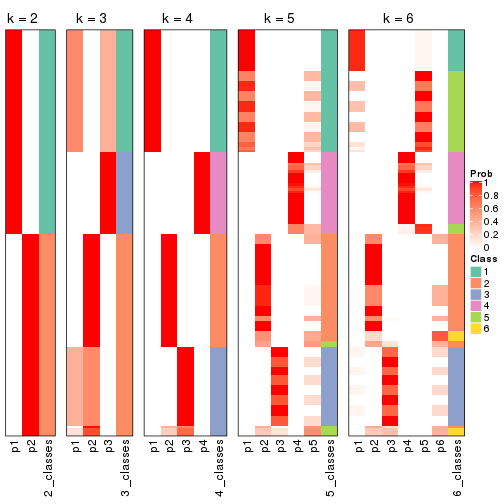 k = 2
k = 3
k = 4
k = 5
k = 6
p1
p2
2_classes
p1
p2
p3
3_classes
p1
p2
p3
p4
4_classes
p1
p2
p3
p4
p5
5_classes
p1
p2
p3
p4
p5
p6
6_classes
Prob
1
0.8
0.6
0.4
0.2
0
Class
1
2
3
4
5
6